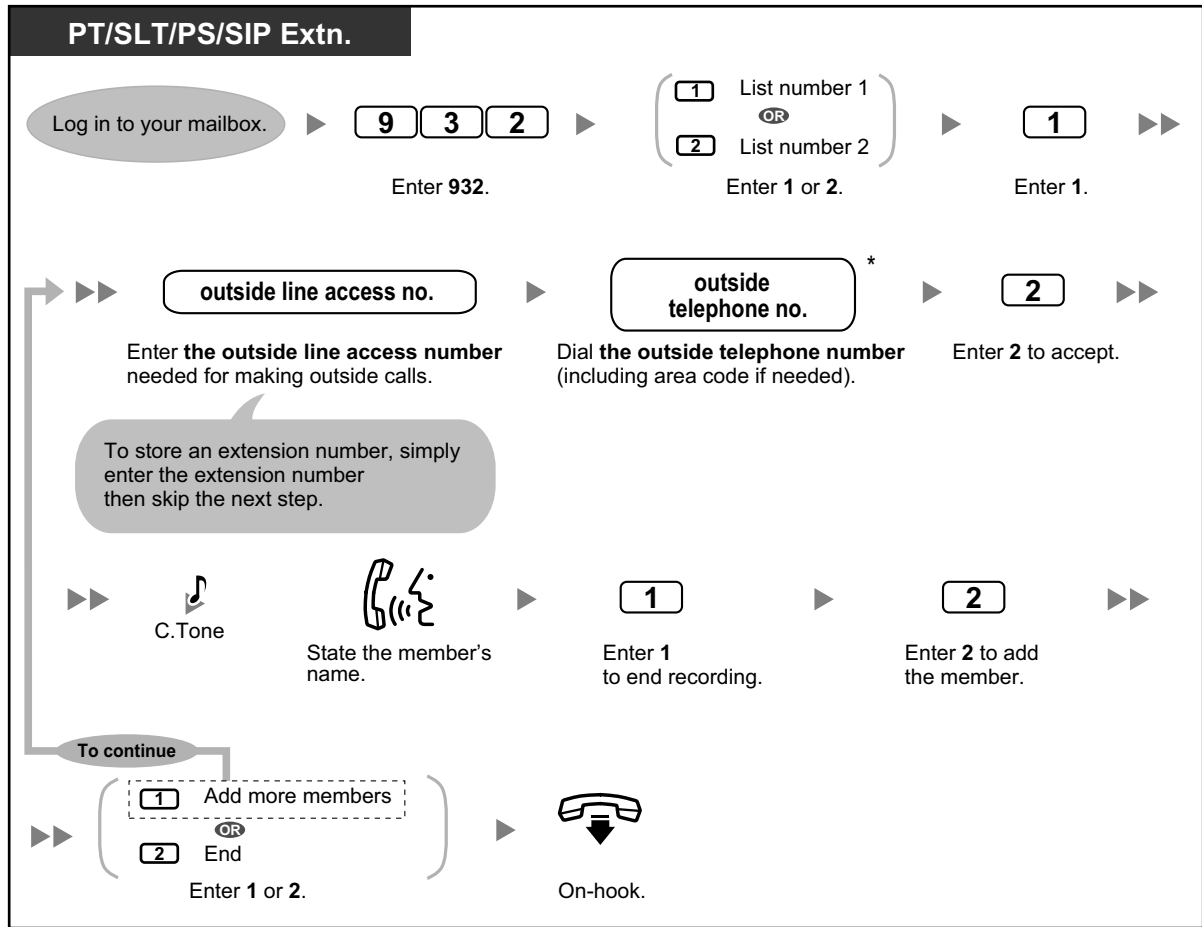 PT/SLT/PS/SIP Extn.
Log in to your mailbox.
9 3 2
Enter 932.
1 List number 1
OR
2 List number 2
Enter 1 or 2.
1
Enter 1.
outside line access no.
Enter the outside line access number
needed for making outside calls.
To store an extension number, simply
enter the extension number
then skip the next step.
outside
telephone no.
*
Dial the outside telephone number
(including area code if needed).
2
Enter 2 to accept.
C.Tone
State the member's
name.
1
Enter 1
to end recording.
2
Enter 2 to add
the member.
To continue
1 Add more members
OR
2 End
Enter 1 or 2.
On-hook.